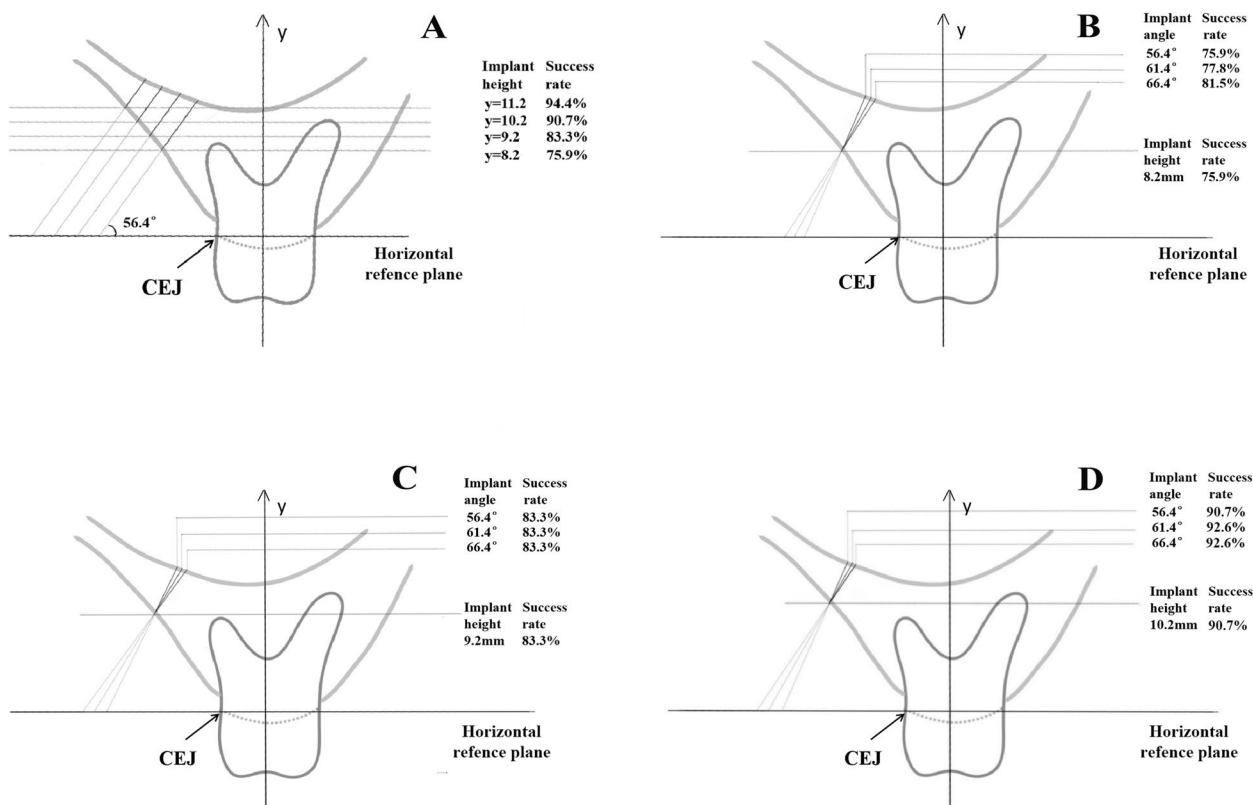 A
y
Implant Success
height rate
y=11.2 94.4%
y=10.2 90.7%
y=9.2 83.3%
y=8.2 75.9%
56.4°
CEJ
Horizontal
refence plane
B
y
Implant Success
angle rate
56.4° 75.9%
61.4° 77.8%
66.4° 81.5%
Implant Success
height rate
8.2mm 75.9%
CEJ
Horizontal
refence plane
C
y
Implant Success
angle rate
56.4° 83.3%
61.4° 83.3%
66.4° 83.3%
Implant Success
height rate
9.2mm 83.3%
CEJ
Horizontal
refence plane
D
y
Implant Success
angle rate
56.4° 90.7%
61.4° 92.6%
66.4° 92.6%
Implant Success
height rate
10.2mm 90.7%
CEJ
Horizontal
refence plane